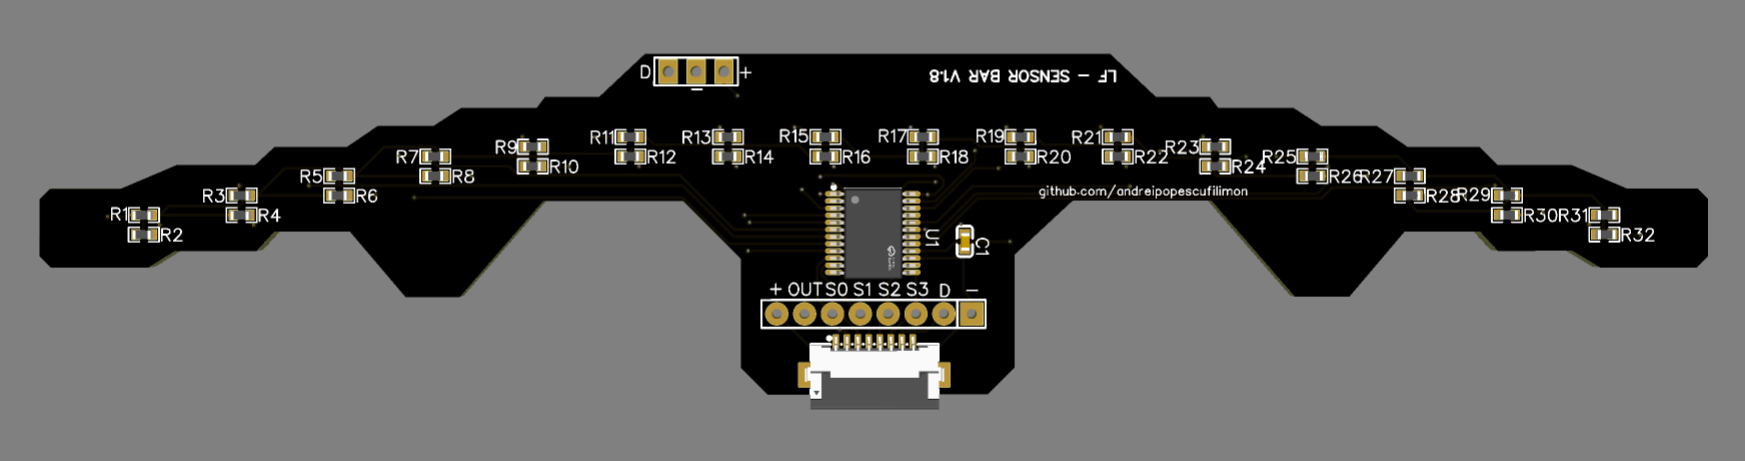 D +
-
LF - SENSOR BAR V1.8
R1
R2
R3
R4
R5
R6
R7
R8
R9
R10
R11
R12
R13
R14
R15
R16
R17
R18
R19
R20
R21
R22
R23
R24
R25
R26
R27
R28
R29
R30
R31
R32
github.com/andreipopescufilimon
U1
C1
+ OUT S0 S1 S2 S3 D -